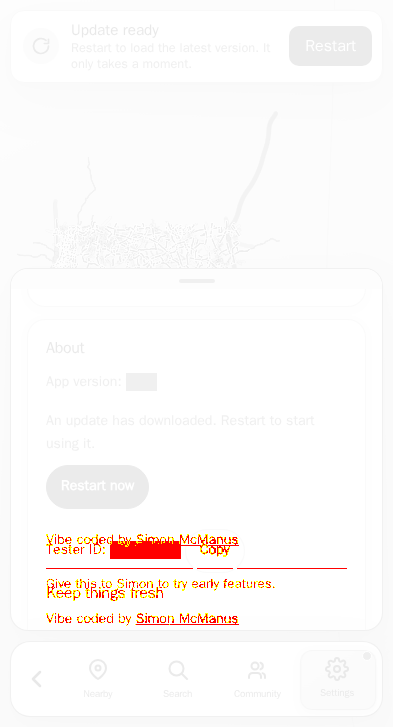 Update ready
Restart to load the latest version. It
only takes a moment.
Restart
About
App version:
An update has downloaded. Restart to start
using it.
Restart now
Vibe coded by Simon McManus
Tester ID: Copy
Give this to Simon to try early features.
Keep things fresh
Vibe coded by Simon McManus
Nearby
Search
Community
Settings